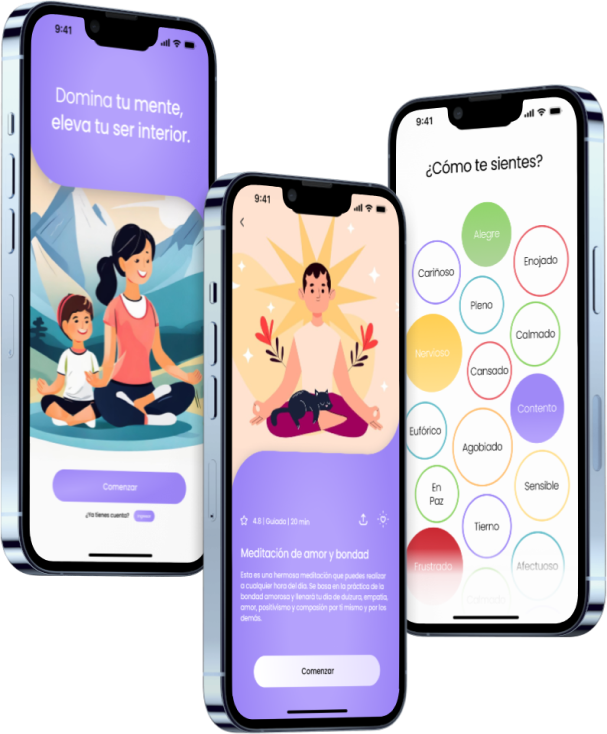 9:41
Domina tu mente,
eleva tu ser interior.
Comenzar
¿Ya tienes cuenta?
9:41
4.9 | Guiado | 20 min
Meditación de amor y bondad
Esta es una hermosa meditación que puedes realizar
a cualquier hora del día. Se basa en la práctica de la
bondad amorosa y llenará tu día de dulzura, empatía,
amor, positivismo y compasión por ti mismo y por los
demás.
Comenzar
9:41
¿Cómo te sientes?
Alegre
Cariñoso
Enojado
Pleno
Calmado
Nervioso
Cansado
Contento
Eufórico
Agobiado
Sensible
En
Paz
Tierno
Frustrado
Afectuoso